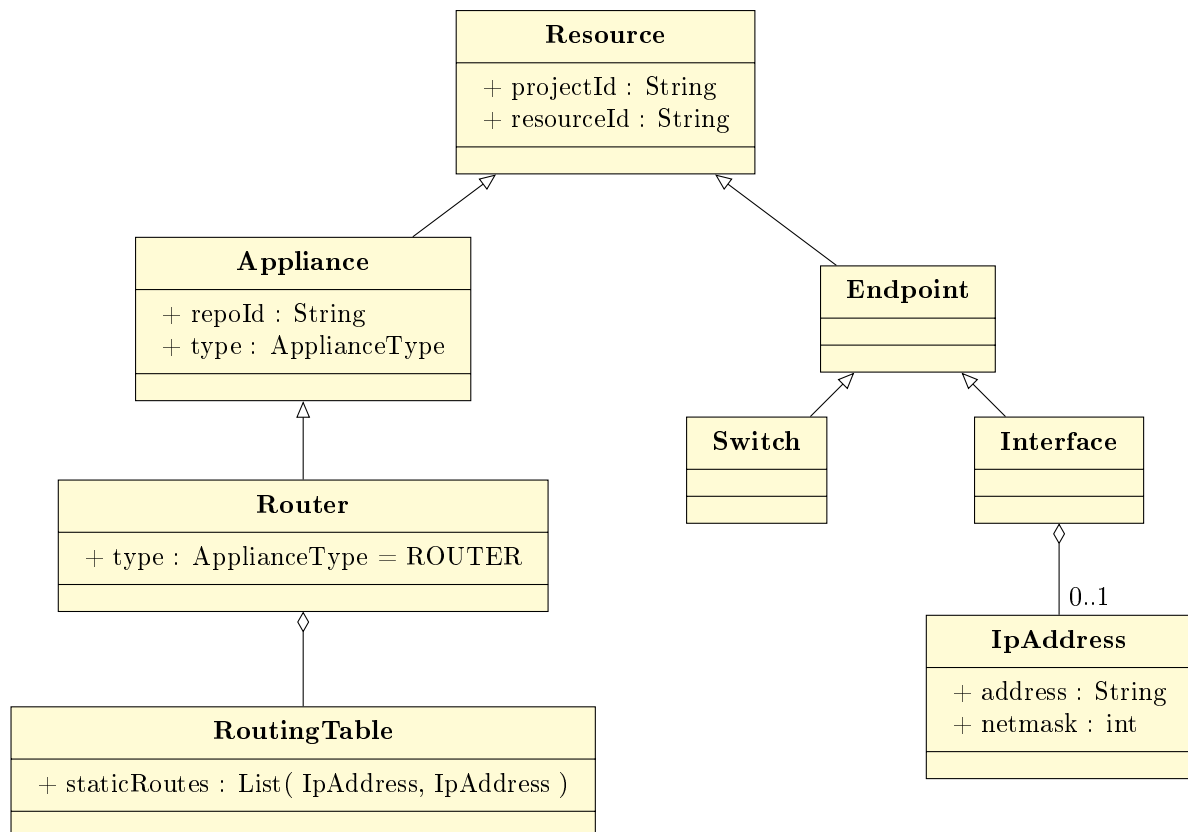 Resource
+ projectId : String
+ resourceId : String
Appliance
+ repoId : String
+ type : ApplianceType
Endpoint
Switch
Interface
Router
+ type : ApplianceType = ROUTER
0..1
IpAddress
+ address : String
+ netmask : int
RoutingTable
+ staticRoutes : List( IpAddress, IpAddress )